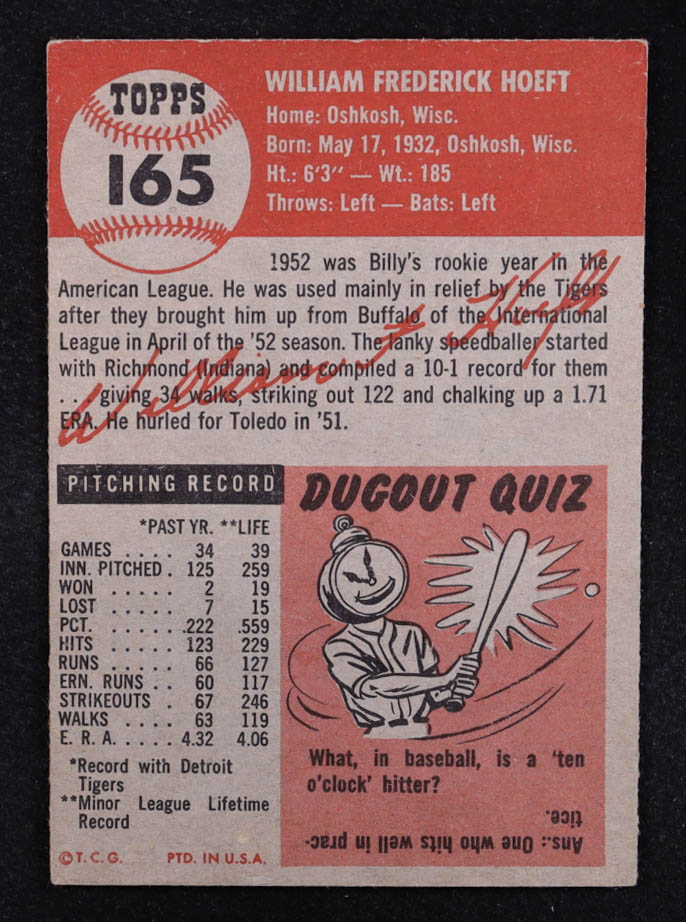 TOPPS
165
WILLIAM FREDERICK HOEFT
Home: Oshkosh, Wisc.
Born: May 17, 1932, Oshkosh, Wisc.
Ht.: 6'3" — Wt.: 185
Throws: Left — Bats: Left
1952 was Billy's rookie year in the
American League. He was used mainly in relief by the Tigers
after they brought him up from Buffalo of the International
League in April of the '52 season. The lanky speedballer started
with Richmond (Indiana) and compiled a 10-1 record for them
. . . giving 34 walks, striking out 122 and chalking up a 1.71
ERA. He hurled for Toledo in '51.
William F Hoeft
PITCHING RECORD
*PAST YR. **LIFE
GAMES . . . . 34 39
INN. PITCHED . 125 259
WON . . . . . 2 19
LOST . . . . . 7 15
PCT. . . . . . . .222 .559
HITS . . . . . 123 229
RUNS . . . . . 66 127
ERN. RUNS . . 60 117
STRIKEOUTS . 67 246
WALKS . . . . 63 119
E. R. A. . . . . 4.32 4.06
*Record with Detroit
Tigers
**Minor League Lifetime
Record
© T. C. G. PTD. IN U.S.A.
DUGOUT QUIZ
What, in baseball, is a 'ten
o'clock' hitter?
Ans.: One who hits well in prac-
tice.